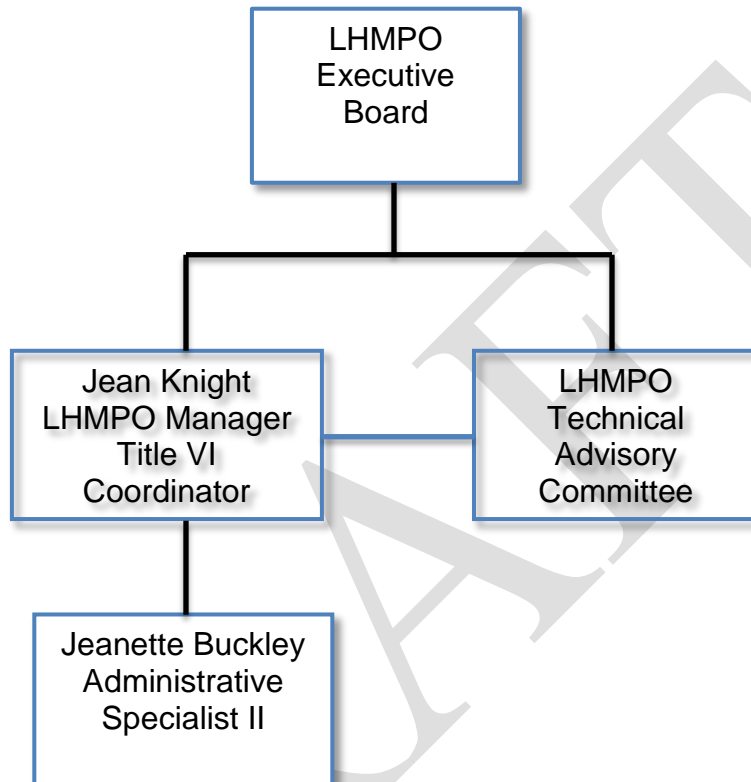 LHMPO
Executive
Board
Jean Knight
LHMPO Manager
Title VI
Coordinator
LHMPO
Technical
Advisory
Committee
Jeanette Buckley
Administrative
Specialist II